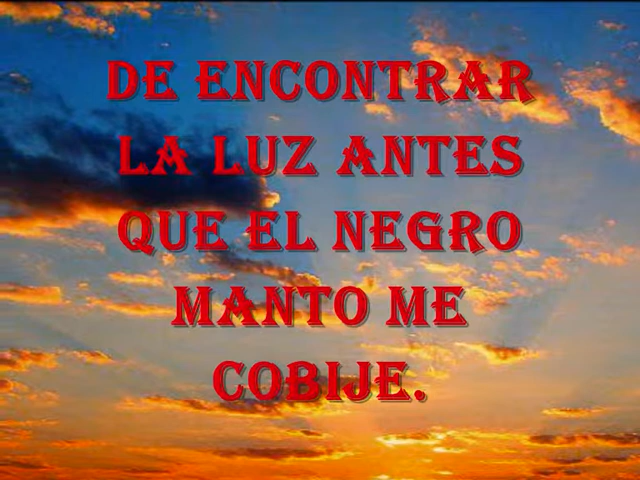 DE ENCONTRAR
LA LUZ ANTES
QUE EL NEGRO
MANTO ME
COBIJE.